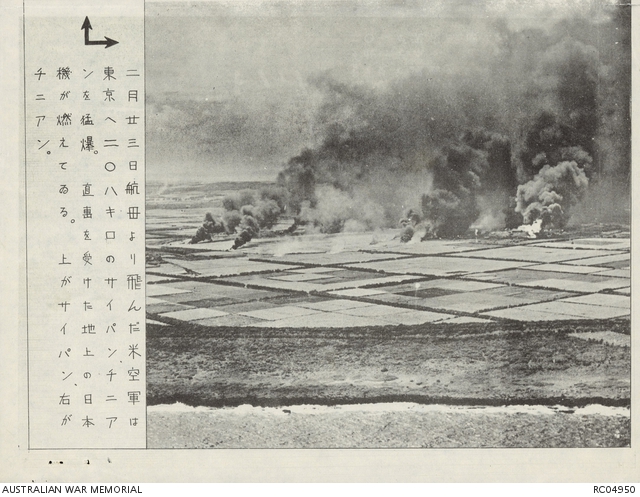 二月廿三日航母より飛んだ米空軍は
東京へ二〇八キロのサイパン、チニア
ンを猛爆。直撃を受けた地上の日本
機が燃えてゐる。上がサイパン、右が
チニアン。
AUSTRALIAN WAR MEMORIAL
RC04950